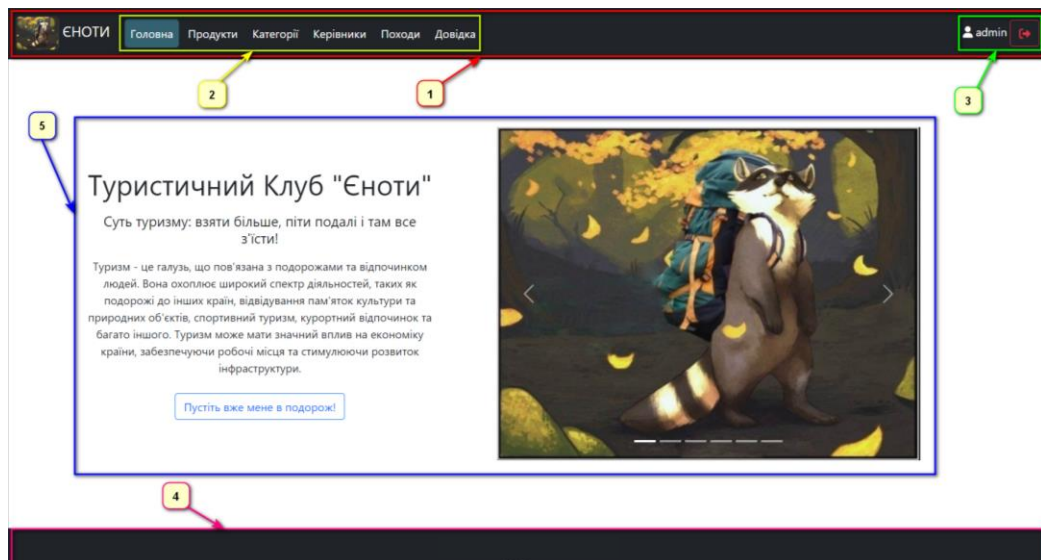 ЄНОТИ Головна Продукти Категорії Керівники Походи Довідка admin
2
1
3
5
Туристичний Клуб "Єноти"
Суть туризму: взяти більше, піти подалі і там все
з'їсти!
Туризм - це галузь, що пов'язана з подорожами та відпочинком
людей. Вона охоплює широкий спектр діяльностей, таких як
подорожі до інших країн, відвідування пам'яток культури та
природних об'єктів, спортивний туризм, курортний відпочинок та
багато іншого. Туризм може мати значний вплив на економіку
країни, забезпечуючи робочі місця та стимулюючи розвиток
інфраструктури.
Пустіть вже мене в подорож!
4